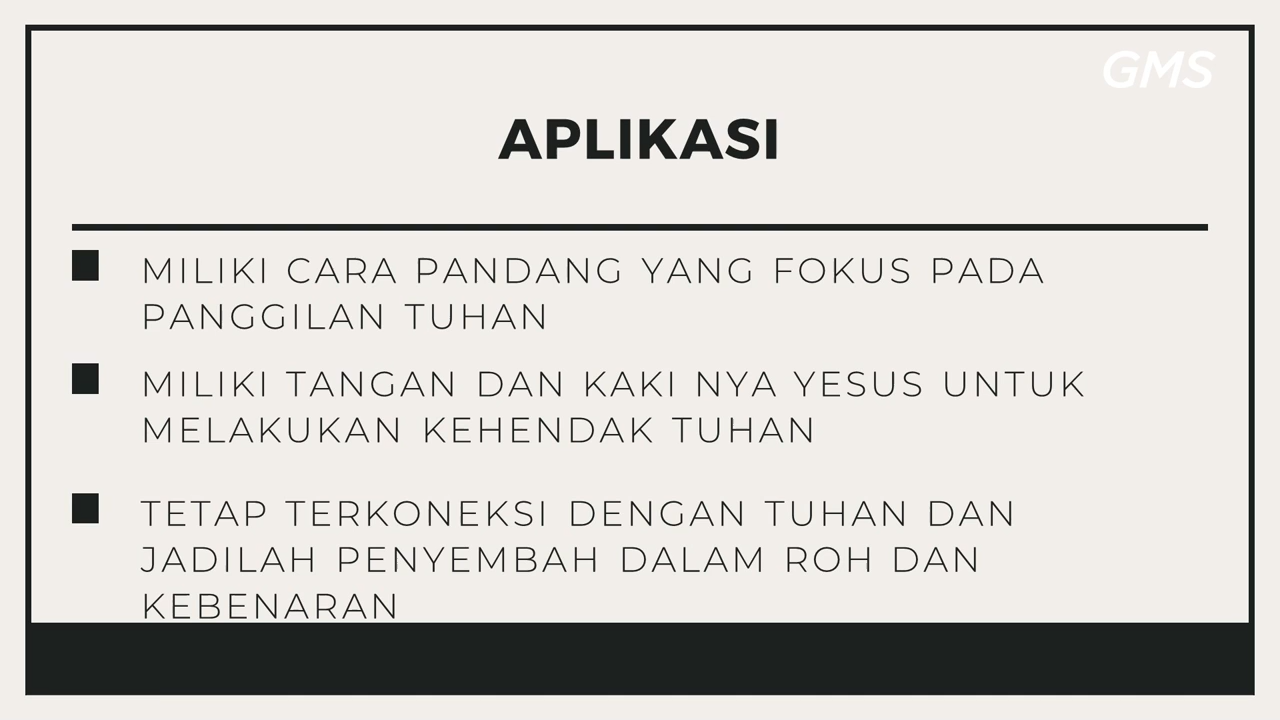 GMS
APLIKASI
MILIKI CARA PANDANG YANG FOKUS PADA
PANGGILAN TUHAN
MILIKI TANGAN DAN KAKI NYA YESUS UNTUK
MELAKUKAN KEHENDAK TUHAN
TETAP TERKONEKSI DENGAN TUHAN DAN
JADILAH PENYEMBAH DALAM ROH DAN
KEBENARAN